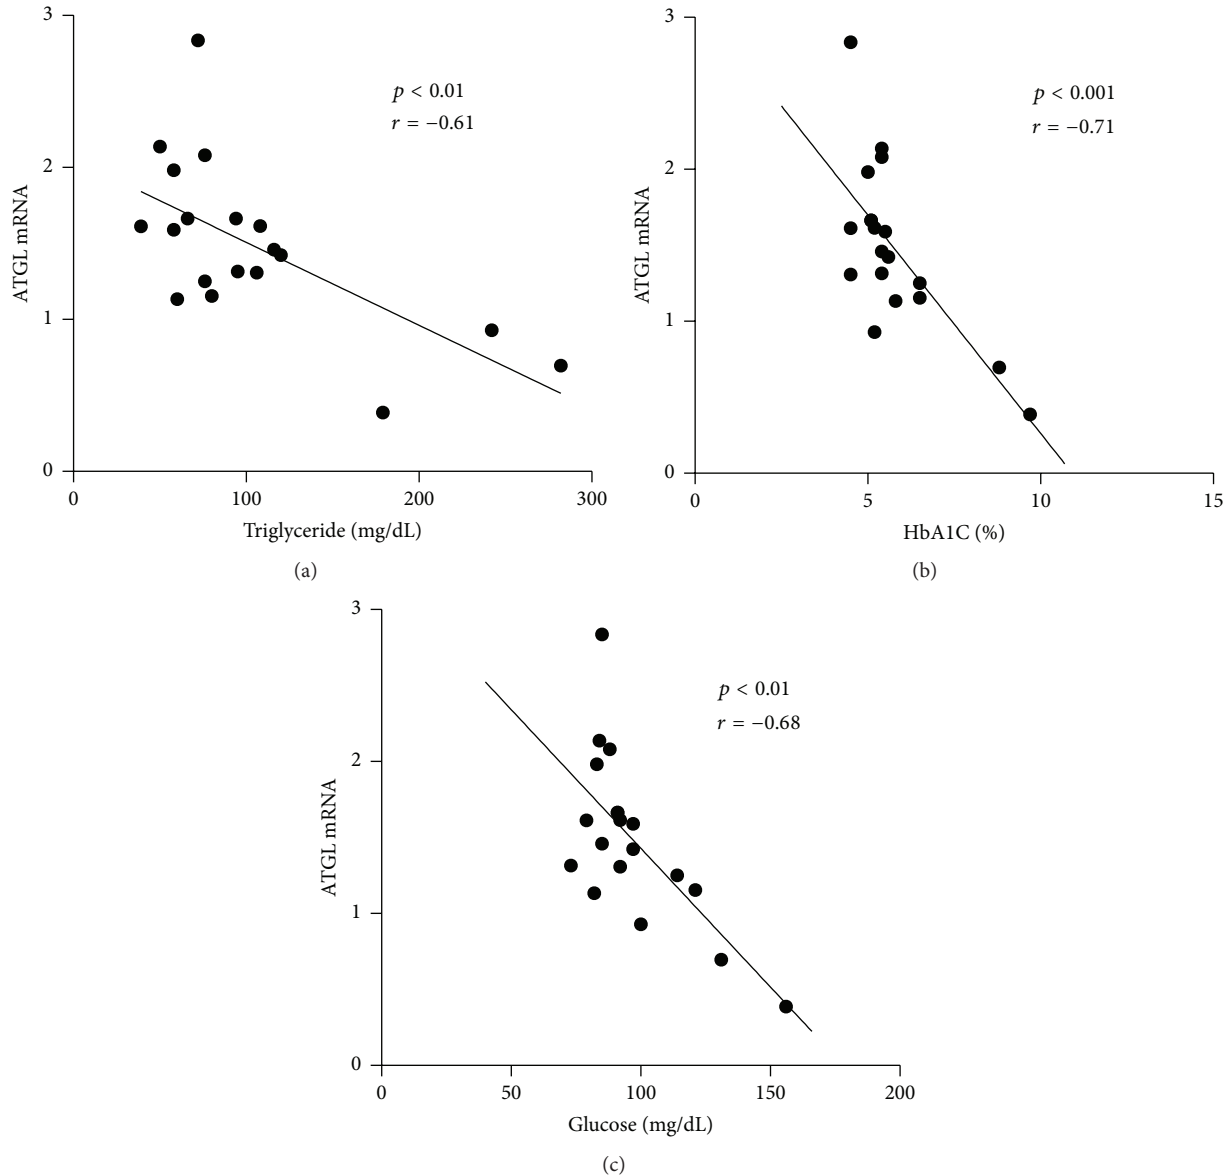 3
2
1
0
ATGL mRNA
p < 0.01
r = −0.61
0 100 200 300
Triglyceride (mg/dL)
(a)
3
2
1
0
ATGL mRNA
p < 0.001
r = −0.71
0 5 10 15
HbA1C (%)
(b)
3
2
1
0
ATGL mRNA
p < 0.01
r = −0.68
0 50 100 150 200
Glucose (mg/dL)
(c)